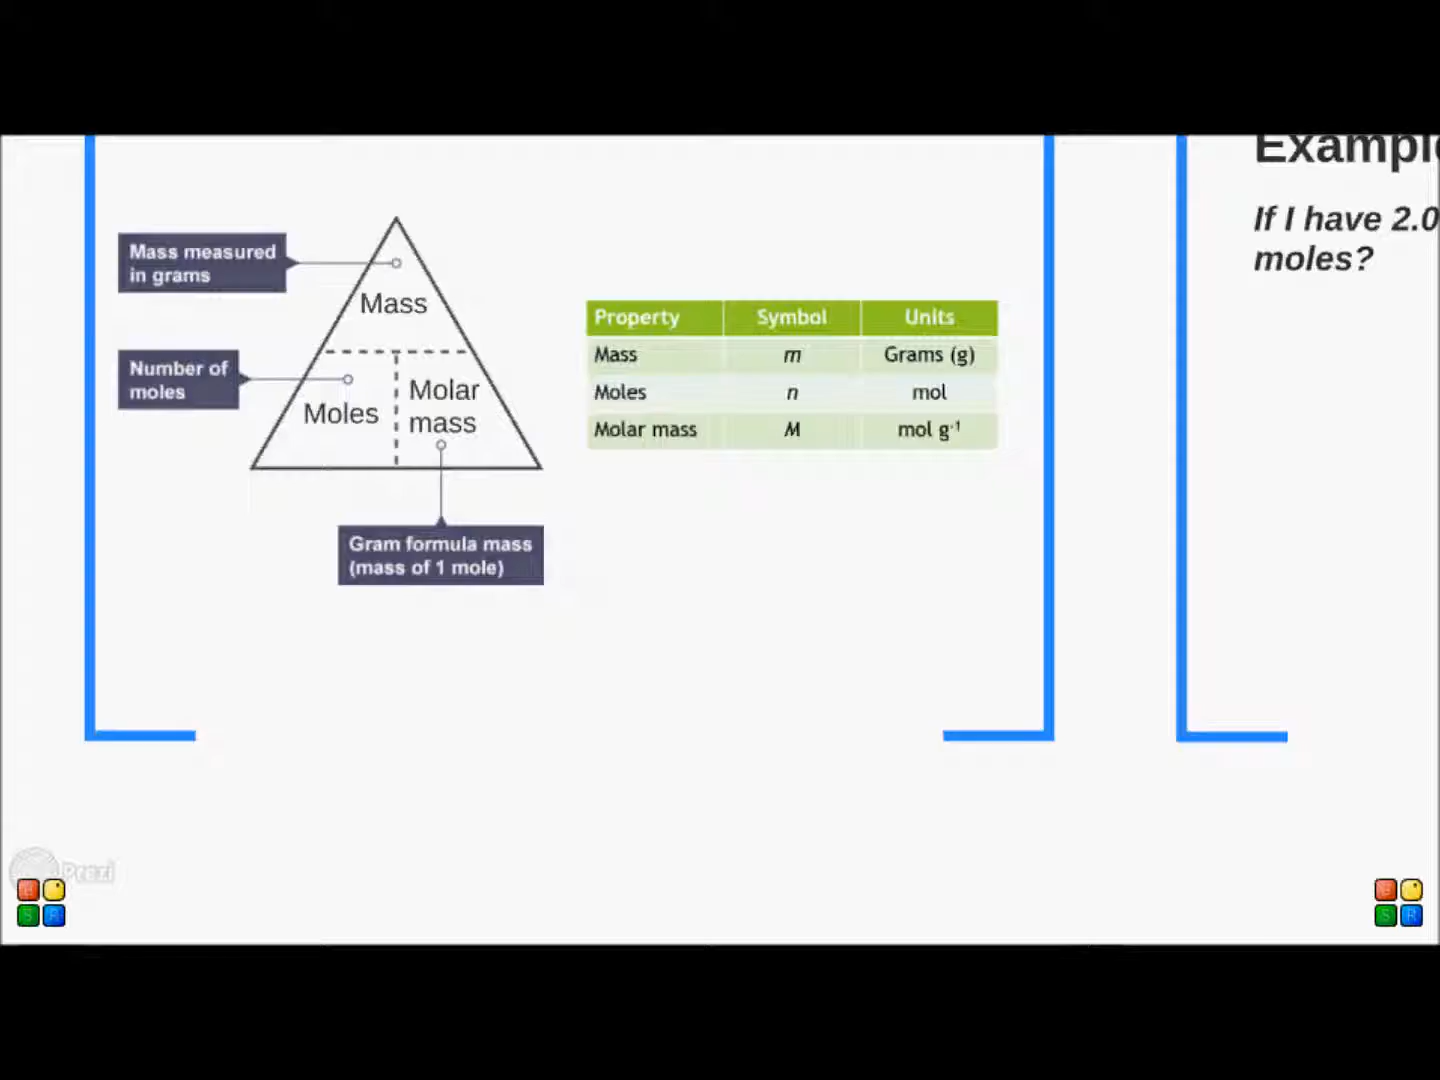 Example
If I have 2.0
moles?
Mass measured
in grams
Mass
Number of
moles
Moles
Molar
mass
Gram formula mass
(mass of 1 mole)
Property Symbol Units
Mass m Grams (g)
Moles n mol
Molar mass M mol g⁻¹
Prezi